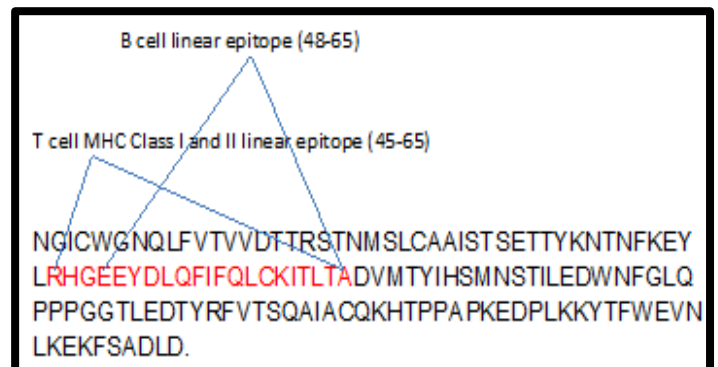 B cell linear epitope (48-65)
T cell MHC Class I and II linear epitope (45-65)
NGICWGNQLFVTVVDTTRSTNMSLCAAISTSETTYKNTNFKEY
LRHGEEYDLQFIFQLCKITLTADVMTYIHSMNSTILEDWNFGLQ
PPPGGTLEDTYRFVTSQAIACQKHTPPAPKEDPLKKYTFWEVN
LKEKFSADLD.